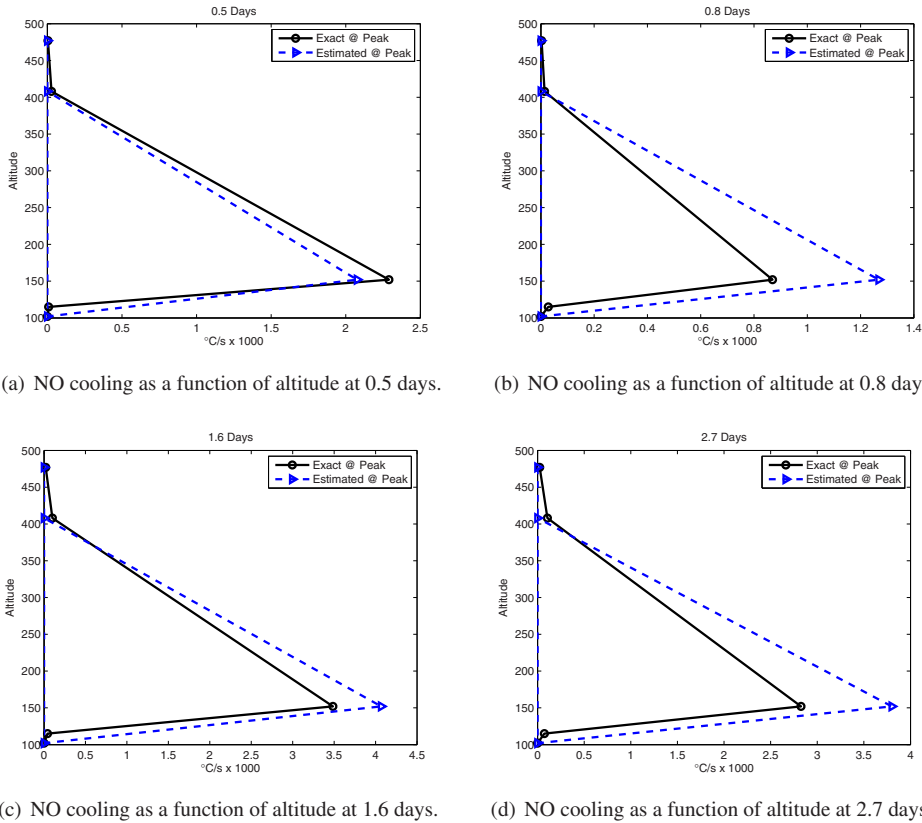 0.5 Days
500
450
400
350
300
250
200
150
100
Altitude
0 0.5 1 1.5 2 2.5
°C/s x 1000
Exact @ Peak
Estimated @ Peak
(a) NO cooling as a function of altitude at 0.5 days.
0.8 Days
500
450
400
350
300
250
200
150
100
Altitude
0 0.2 0.4 0.6 0.8 1 1.2 1.4
°C/s x 1000
Exact @ Peak
Estimated @ Peak
(b) NO cooling as a function of altitude at 0.8 day
1.6 Days
500
450
400
350
300
250
200
150
100
Altitude
0 0.5 1 1.5 2 2.5 3 3.5 4 4.5
°C/s x 1000
Exact @ Peak
Estimated @ Peak
(c) NO cooling as a function of altitude at 1.6 days.
2.7 Days
500
450
400
350
300
250
200
150
100
Altitude
0 0.5 1 1.5 2 2.5 3 3.5 4
°C/s x 1000
Exact @ Peak
Estimated @ Peak
(d) NO cooling as a function of altitude at 2.7 day